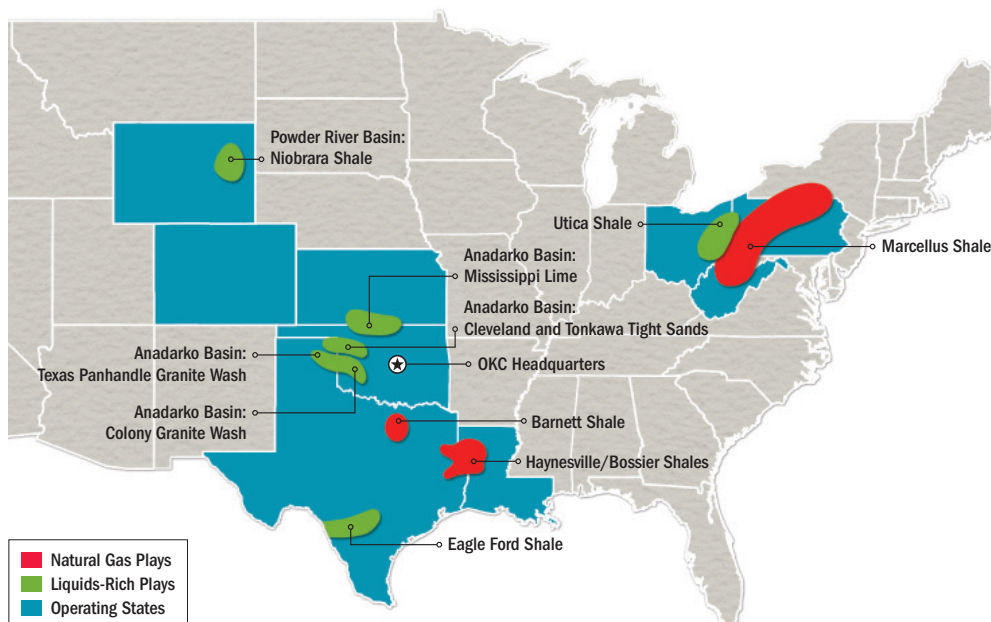 Powder River Basin:
Niobrara Shale
Utica Shale
Marcellus Shale
Anadarko Basin:
Mississippi Lime
Anadarko Basin:
Cleveland and Tonkawa Tight Sands
Anadarko Basin:
Texas Panhandle Granite Wash
OKC Headquarters
Anadarko Basin:
Colony Granite Wash
Barnett Shale
Haynesville/Bossier Shales
Eagle Ford Shale
Natural Gas Plays
Liquids-Rich Plays
Operating States